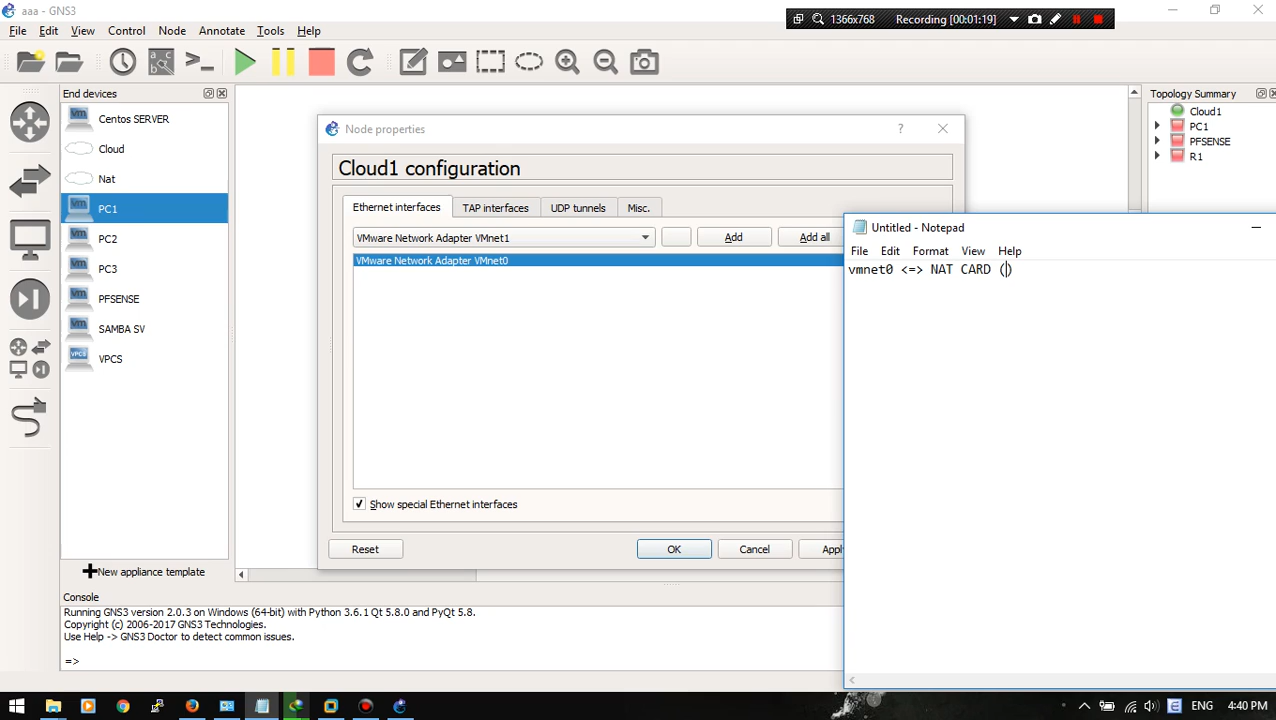 aaa - GNS3
1366x768
Recording [00:01:19]
File Edit View Control Node Annotate Tools Help
End devices
Centos SERVER
Cloud
Nat
PC1
PC2
PC3
PFSENSE
SAMBA SV
VPCS
New appliance template
Node properties
?
Cloud1 configuration
Ethernet interfaces TAP interfaces UDP tunnels Misc.
VMware Network Adapter VMnet1
Add
Add all
VMware Network Adapter VMnet0
Show special Ethernet interfaces
Reset
OK
Cancel
Apply
Topology Summary
Cloud1
PC1
PFSENSE
R1
Untitled - Notepad
File Edit Format View Help
vmnet0 <=> NAT CARD ()
Console
Running GNS3 version 2.0.3 on Windows (64-bit) with Python 3.6.1 Qt 5.8.0 and PyQt 5.8.
Copyright (c) 2006-2017 GNS3 Technologies.
Use Help -> GNS3 Doctor to detect common issues.
=>
ENG
4:40 PM